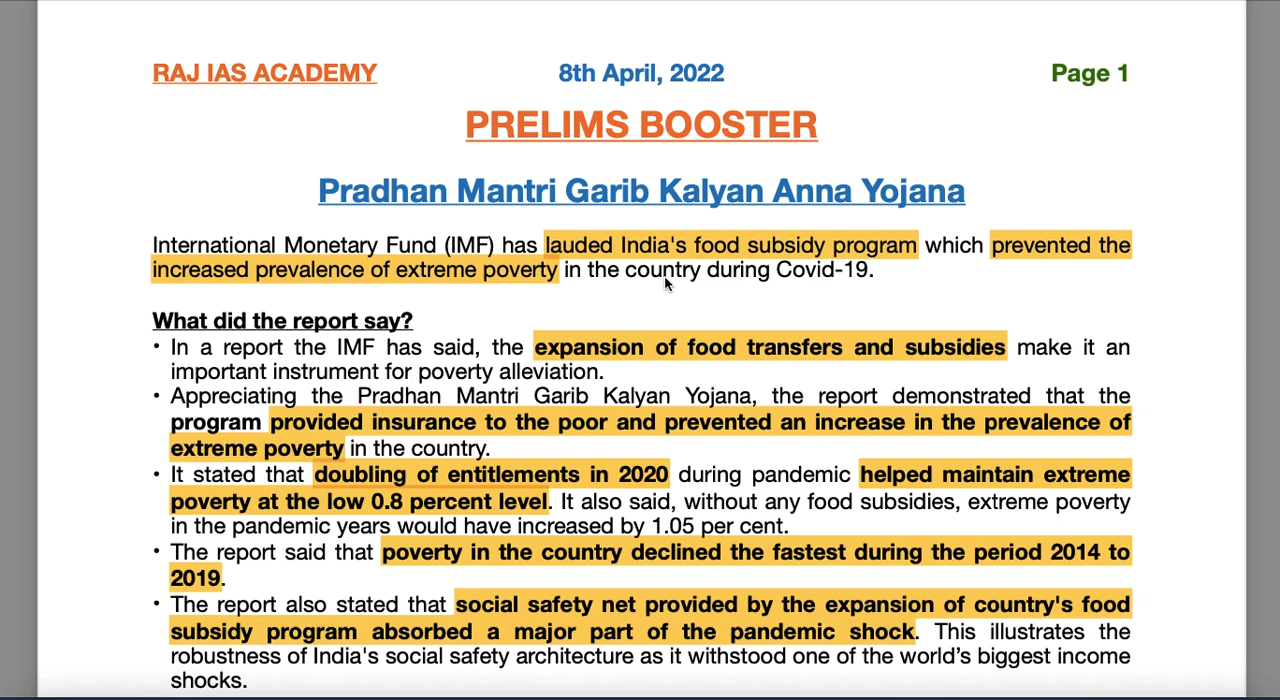 RAJ IAS ACADEMY 8th April, 2022 Page 1
PRELIMS BOOSTER
Pradhan Mantri Garib Kalyan Anna Yojana
International Monetary Fund (IMF) has lauded India's food subsidy program which prevented the
increased prevalence of extreme poverty in the country during Covid-19.
What did the report say?
• In a report the IMF has said, the expansion of food transfers and subsidies make it an
important instrument for poverty alleviation.
• Appreciating the Pradhan Mantri Garib Kalyan Yojana, the report demonstrated that the
program provided insurance to the poor and prevented an increase in the prevalence of
extreme poverty in the country.
• It stated that doubling of entitlements in 2020 during pandemic helped maintain extreme
poverty at the low 0.8 percent level. It also said, without any food subsidies, extreme poverty
in the pandemic years would have increased by 1.05 per cent.
• The report said that poverty in the country declined the fastest during the period 2014 to
2019.
• The report also stated that social safety net provided by the expansion of country's food
subsidy program absorbed a major part of the pandemic shock. This illustrates the
robustness of India's social safety architecture as it withstood one of the world’s biggest income
shocks.